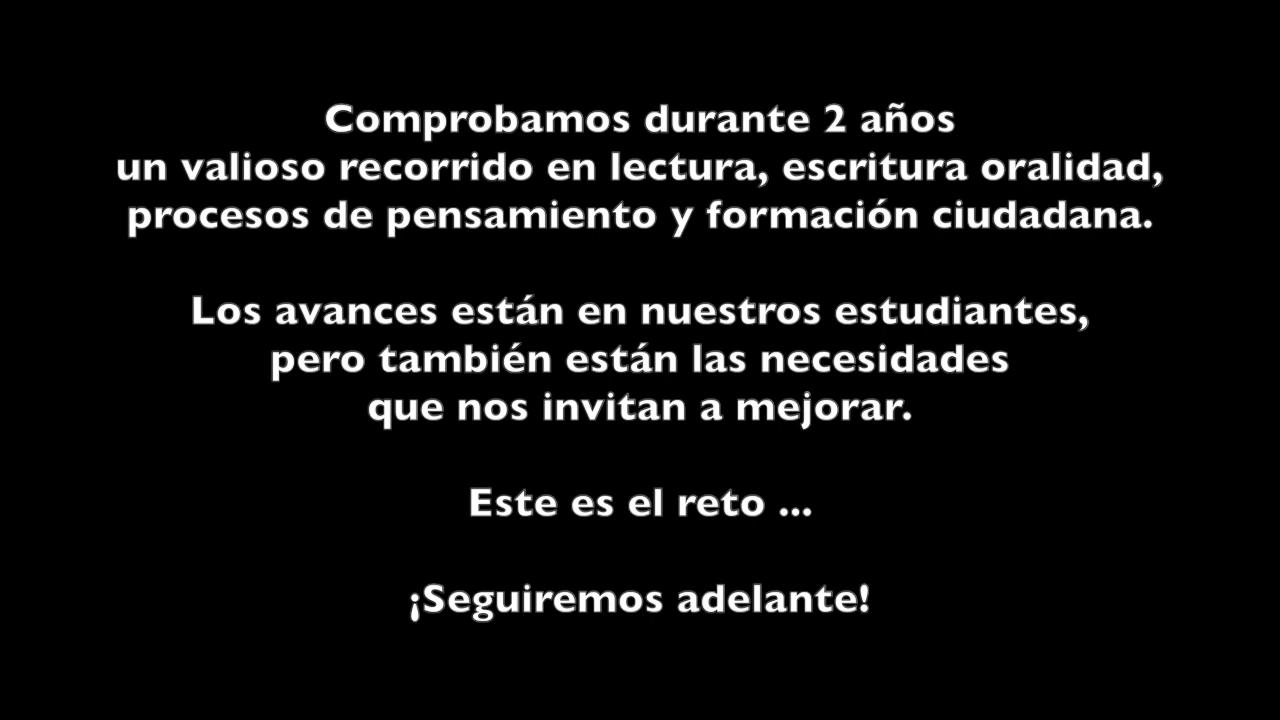 Comprobamos durante 2 años
un valioso recorrido en lectura, escritura oralidad,
procesos de pensamiento y formación ciudadana.
Los avances están en nuestros estudiantes,
pero también están las necesidades
que nos invitan a mejorar.
Este es el reto ...
¡Seguiremos adelante!